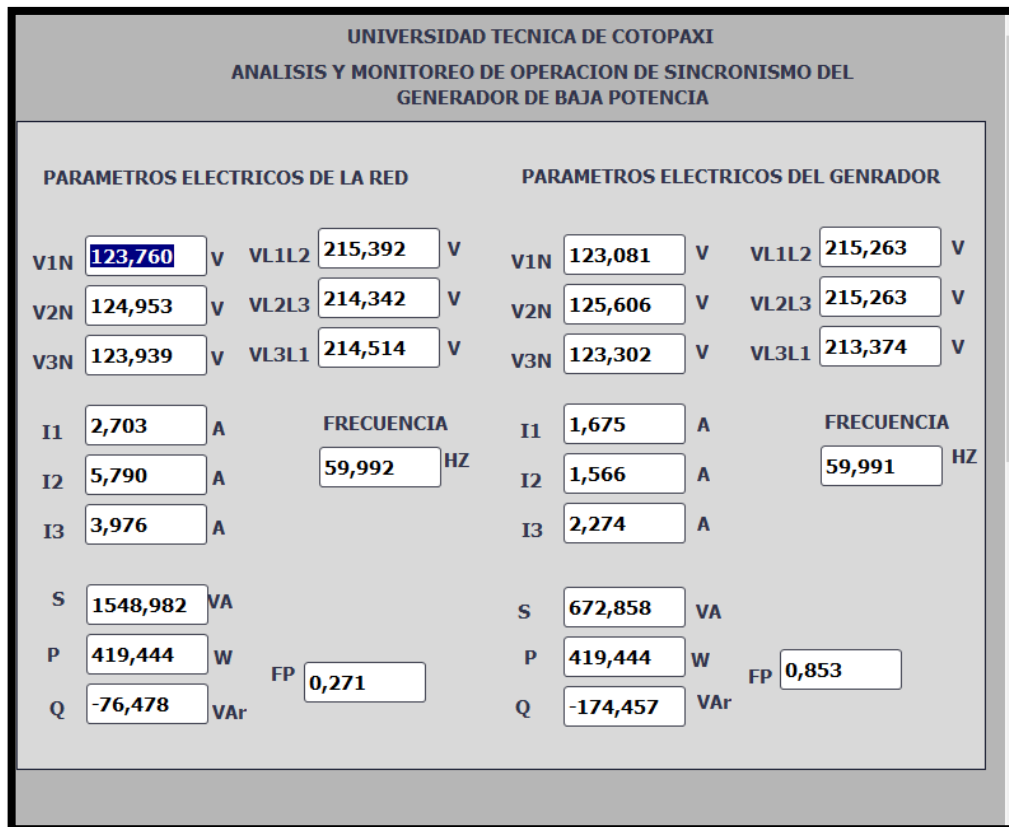 UNIVERSIDAD TECNICA DE COTOPAXI
ANALISIS Y MONITOREO DE OPERACION DE SINCRONISMO DEL
GENERADOR DE BAJA POTENCIA
PARAMETROS ELECTRICOS DE LA RED
V1N 123,760 V VL1L2 215,392 V
V2N 124,953 V VL2L3 214,342 V
V3N 123,939 V VL3L1 214,514 V
I1 2,703 A FRECUENCIA
I2 5,790 A 59,992 HZ
I3 3,976 A
S 1548,982 VA
P 419,444 W FP 0,271
Q -76,478 VAr
PARAMETROS ELECTRICOS DEL GENRADOR
V1N 123,081 V VL1L2 215,263 V
V2N 125,606 V VL2L3 215,263 V
V3N 123,302 V VL3L1 213,374 V
I1 1,675 A FRECUENCIA
I2 1,566 A 59,991 HZ
I3 2,274 A
S 672,858 VA
P 419,444 W FP 0,853
Q -174,457 VAr